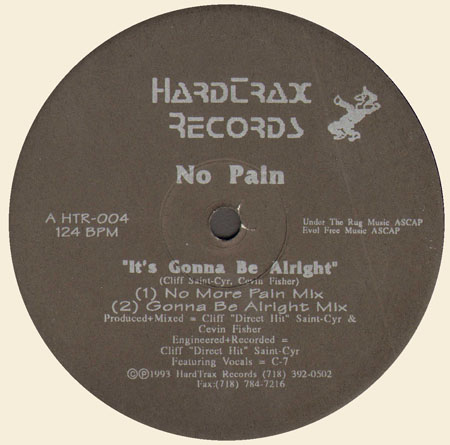 HardTrax
Records
No Pain
A HTR-004
124 BPM
Under The Rug Music ASCAP
Evol Free Music ASCAP
"It's Gonna Be Alright"
(Cliff Saint-Cyr, Cevin Fisher)
(1) No More Pain Mix
(2) Gonna Be Alright Mix
Produced+Mixed = Cliff "Direct Hit" Saint-Cyr &
Cevin Fisher
Engineered+Recorded =
Cliff "Direct Hit" Saint-Cyr
Featuring Vocals = C-7
©℗1993 HardTrax Records (718) 392-0502
Fax:(718) 784-7216